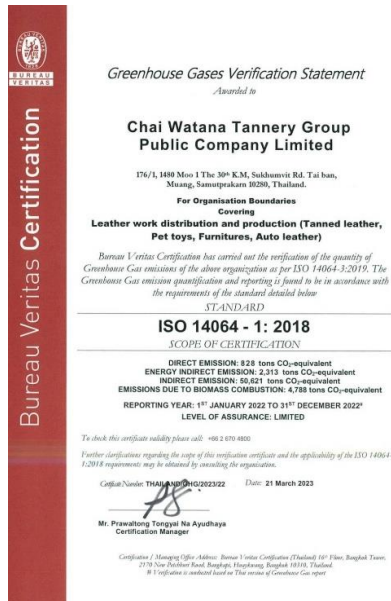 BUREAU
VERITAS
Bureau Veritas Certification
Greenhouse Gases Verification Statement
Awarded to
Chai Watana Tannery Group
Public Company Limited
176/1, 1480 Moo 1 The 30th K.M, Sukhumvit Rd. Tai ban,
Muang, Samutprakarn 10280, Thailand.
For Organisation Boundaries
Covering
Leather work distribution and production (Tanned leather,
Pet toys, Furnitures, Auto leather)
Bureau Veritas Certification has carried out the verification of the quantity of
Greenhouse Gas emissions of the above organization as per ISO 14064-3:2019. The
Greenhouse Gas emission quantification and reporting is found to be in accordance with
the requirements of the standard detailed below
STANDARD
ISO 14064 - 1: 2018
SCOPE OF CERTIFICATION
DIRECT EMISSION: 828 tons CO₂-equivalent
ENERGY INDIRECT EMISSION: 2,313 tons CO₂-equivalent
INDIRECT EMISSION: 50,621 tons CO₂-equivalent
EMISSIONS DUE TO BIOMASS COMBUSTION: 4,788 tons CO₂-equivalent
REPORTING YEAR: 1ST JANUARY 2022 TO 31ST DECEMBER 2022#
LEVEL OF ASSURANCE: LIMITED
To check this certificate validity please call: +66 2 670 4800
Further clarifications regarding the scope of this verification certificate and the applicability of the ISO 14064
1:2018 requirements may be obtained by consulting the organisation.
Certificate Number: THAILAND/GHG/2023/22 Date: 21 March 2023
Mr. Prawaltong Tongyai Na Ayudhaya
Certification Manager
Certification / Managing Office Address: Bureau Veritas Certification (Thailand) 16th Floor, Bangkok Tower,
2170 New Petchburi Road, Bangkapi, Huaykwang, Bangkok 10310, Thailand.
# Verification is conducted based on Thai version of Greenhouse Gas report